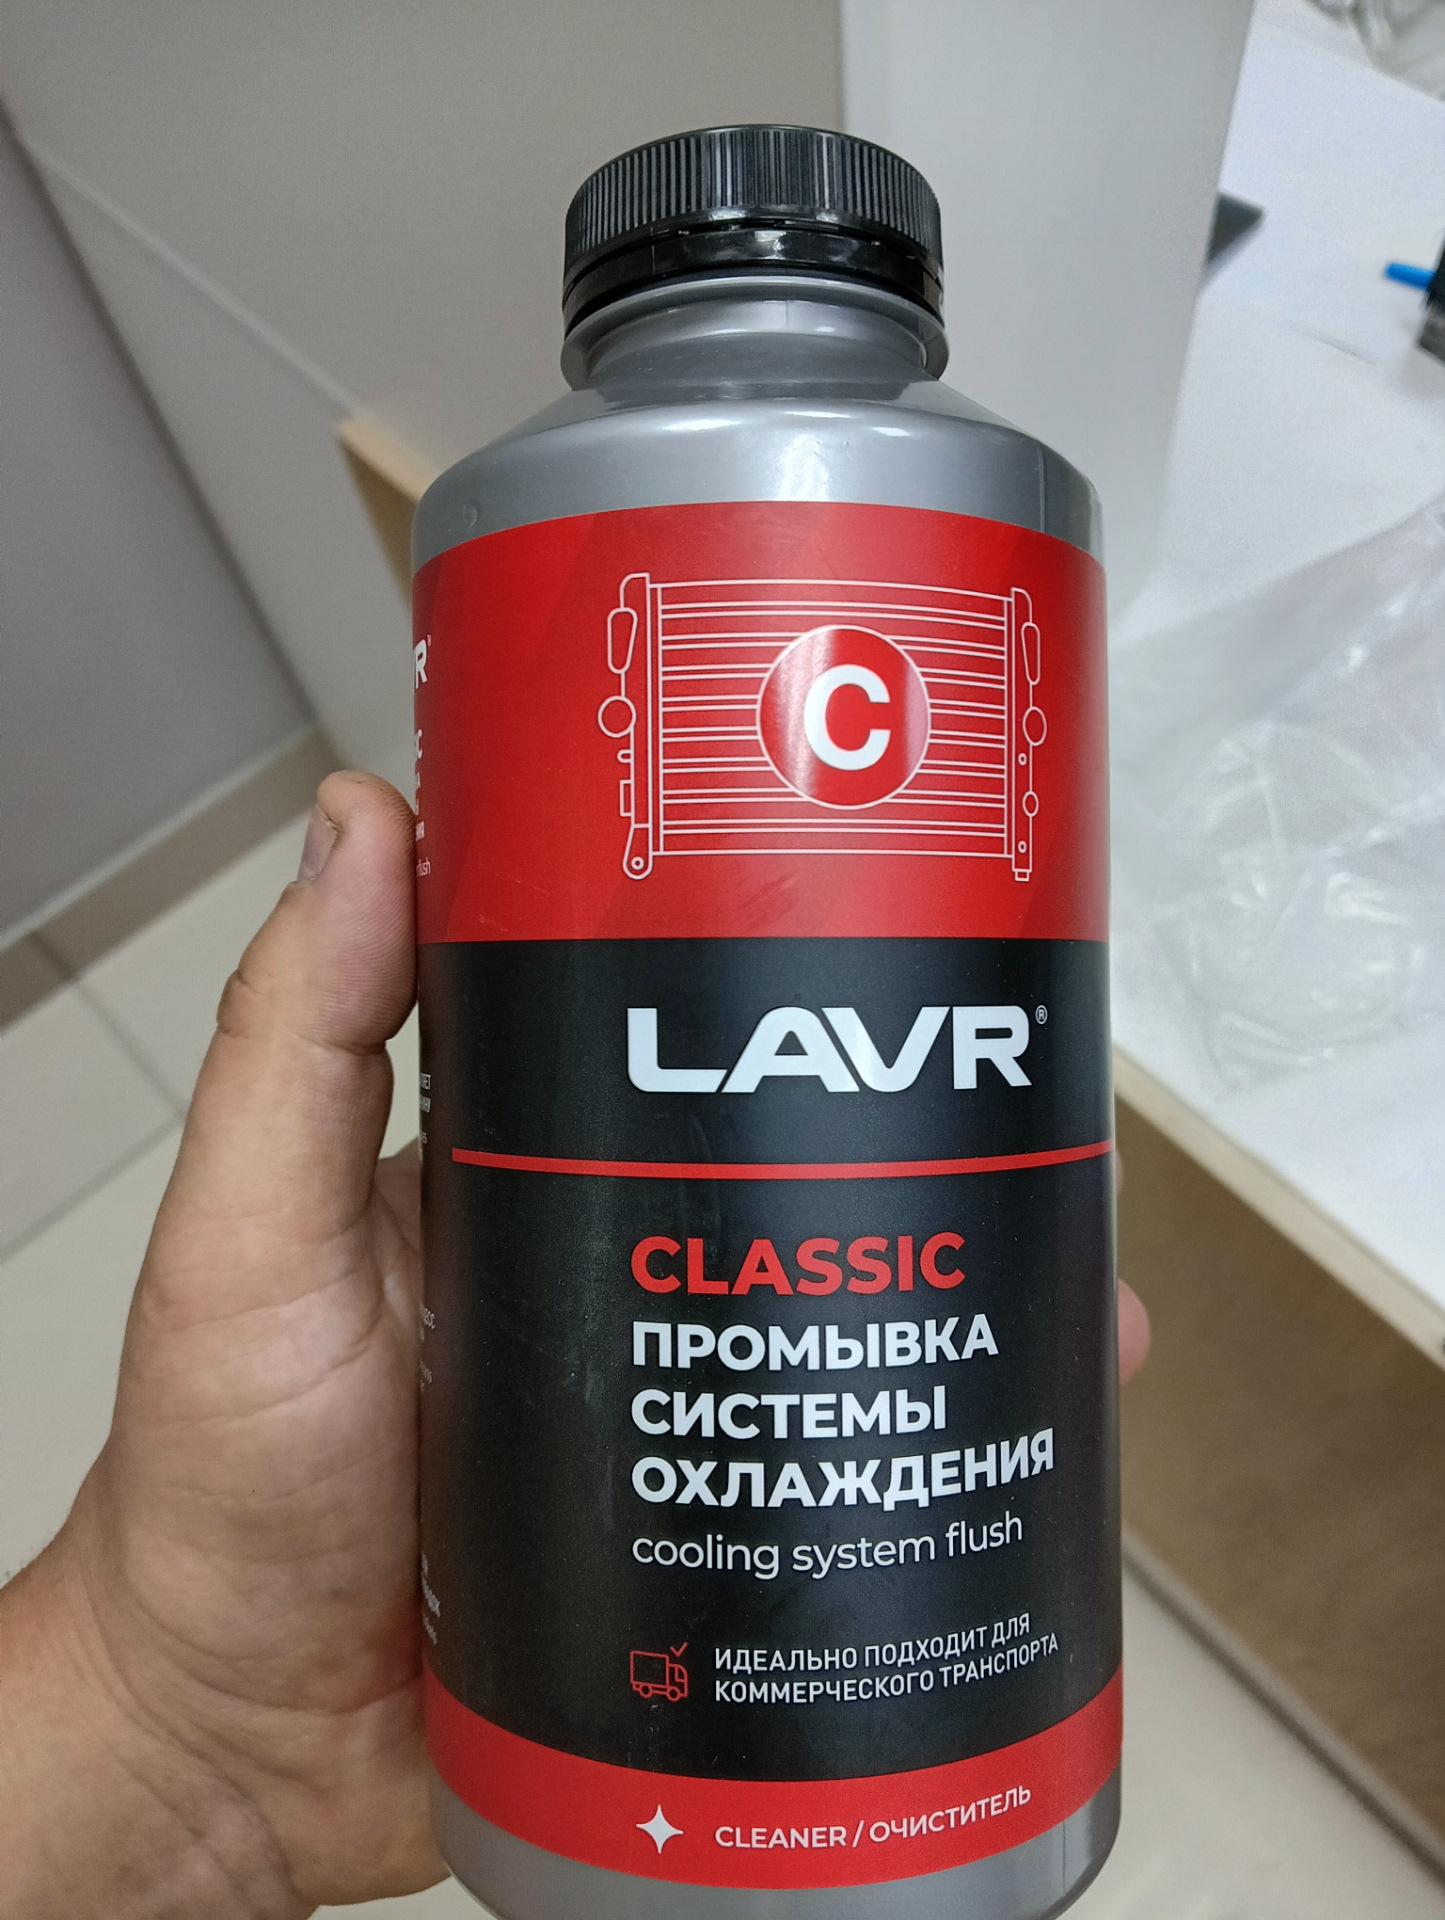 C
LAVR®
CLASSIC
ПРОМЫВКА
СИСТЕМЫ
ОХЛАЖДЕНИЯ
cooling system flush
ИДЕАЛЬНО ПОДХОДИТ ДЛЯ
КОММЕРЧЕСКОГО ТРАНСПОРТА
CLEANER / ОЧИСТИТЕЛЬ